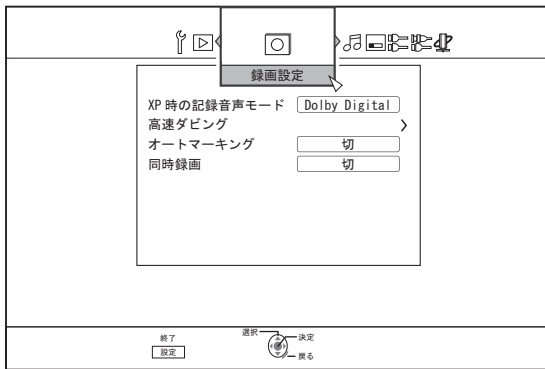 録画設定
XP 時の記録音声モード Dolby Digital
高速ダビング
オートマーキング 切
同時録画 切
選択
終了 決定
設定 戻る